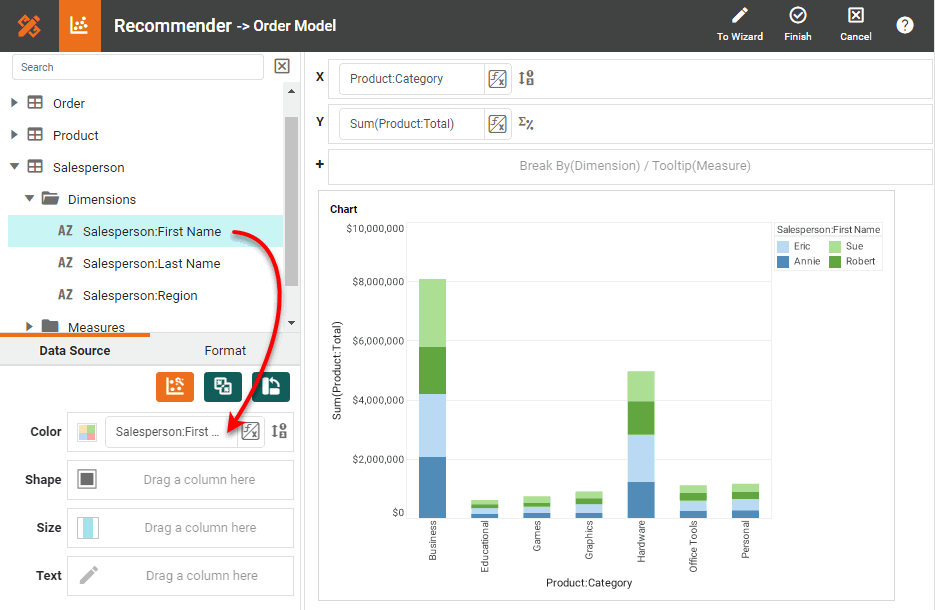 Recommender -> Order Model
To Wizard
Finish
Cancel
?
Search
Order
Product
Salesperson
Dimensions
AZ Salesperson:First Name
AZ Salesperson:Last Name
AZ Salesperson:Region
Measures
Data Source
Format
Color
Salesperson:First ...
Shape
Drag a column here
Size
Drag a column here
Text
Drag a column here
X
Product:Category
Y
Sum(Product:Total)
Σ%
+
Break By(Dimension) / Tooltip(Measure)
Chart
$10,000,000
$8,000,000
$6,000,000
$4,000,000
$2,000,000
$0
Sum(Product:Total)
Business
Educational
Games
Graphics
Hardware
Office Tools
Personal
Product:Category
Salesperson:First Name
Eric
Sue
Annie
Robert